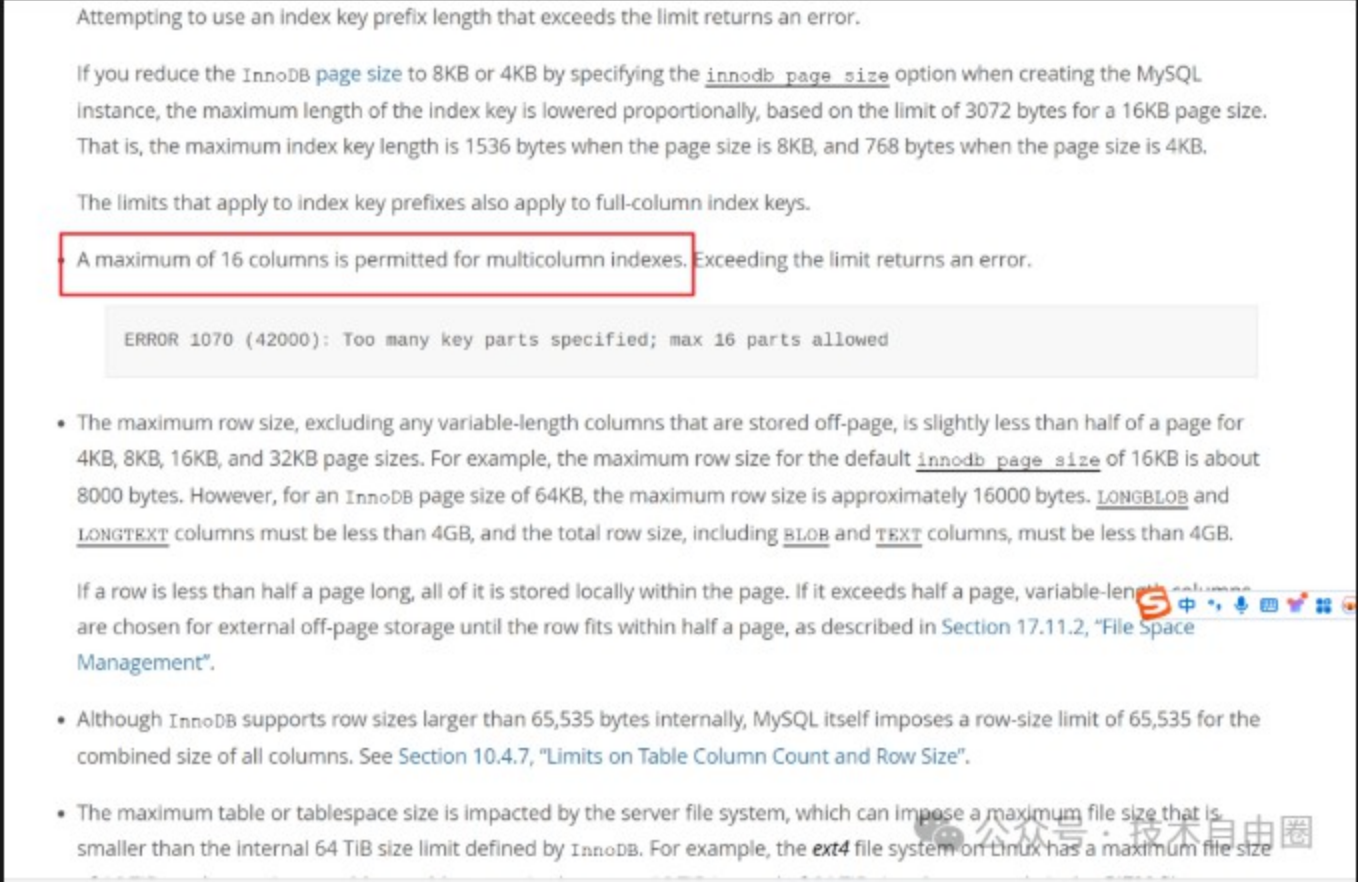 Attempting to use an index key prefix length that exceeds the limit returns an error.
If you reduce the InnoDB page size to 8KB or 4KB by specifying the innodb_page_size option when creating the MySQL
instance, the maximum length of the index key is lowered proportionally, based on the limit of 3072 bytes for a 16KB page size.
That is, the maximum index key length is 1536 bytes when the page size is 8KB, and 768 bytes when the page size is 4KB.
The limits that apply to index key prefixes also apply to full-column index keys.
• A maximum of 16 columns is permitted for multicolumn indexes. Exceeding the limit returns an error.
ERROR 1070 (42000): Too many key parts specified; max 16 parts allowed
• The maximum row size, excluding any variable-length columns that are stored off-page, is slightly less than half of a page for
4KB, 8KB, 16KB, and 32KB page sizes. For example, the maximum row size for the default innodb_page_size of 16KB is about
8000 bytes. However, for an InnoDB page size of 64KB, the maximum row size is approximately 16000 bytes. LONGBLOB and
LONGTEXT columns must be less than 4GB, and the total row size, including BLOB and TEXT columns, must be less than 4GB.
If a row is less than half a page long, all of it is stored locally within the page. If it exceeds half a page, variable-length columns
中
are chosen for external off-page storage until the row fits within half a page, as described in Section 17.11.2, “File Space
Management”.
• Although InnoDB supports row sizes larger than 65,535 bytes internally, MySQL itself imposes a row-size limit of 65,535 for the
combined size of all columns. See Section 10.4.7, “Limits on Table Column Count and Row Size”.
• The maximum table or tablespace size is impacted by the server file system, which can impose a maximum file size that is
smaller than the internal 64 TiB size limit defined by InnoDB. For example, the ext4 file system on Linux has a maximum file size
公众号 · 技术自由圈